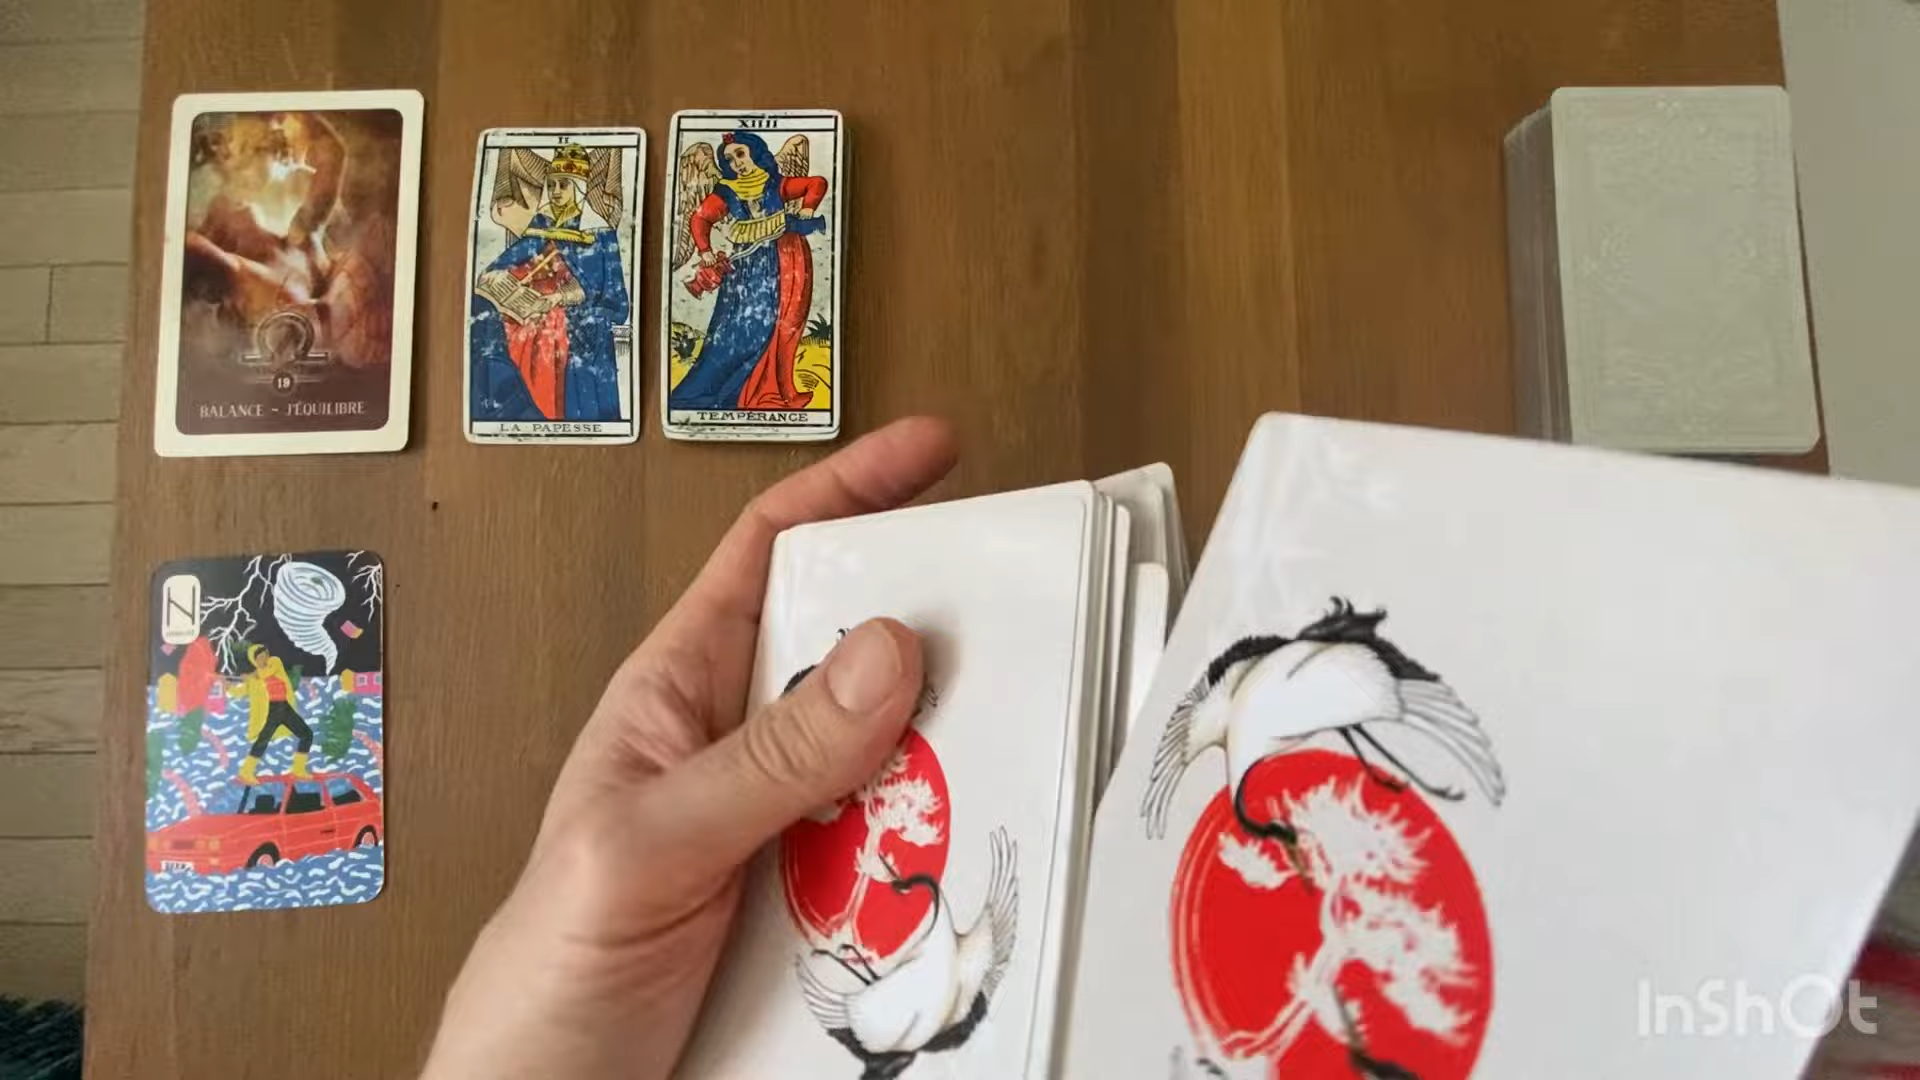 II
LA PAPESSE
XIIII
TEMPÉRANCE
19
BALANCE ~ J'ÉQUILIBRE
N
InShOt